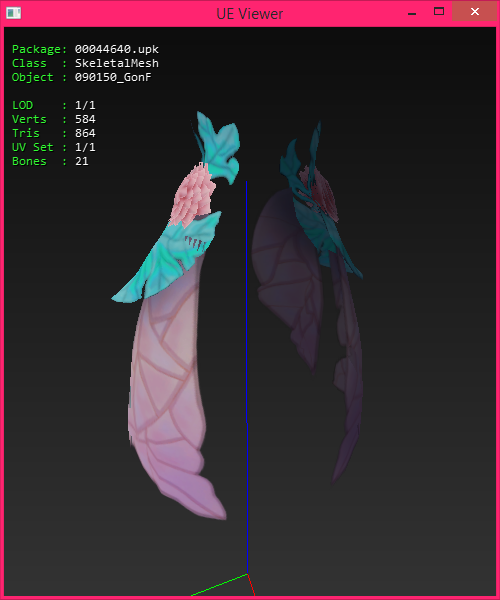 UE Viewer
Package: 00044640.upk
Class : SkeletalMesh
Object : 090150_GonF
LOD : 1/1
Verts : 584
Tris : 864
UV Set : 1/1
Bones : 21